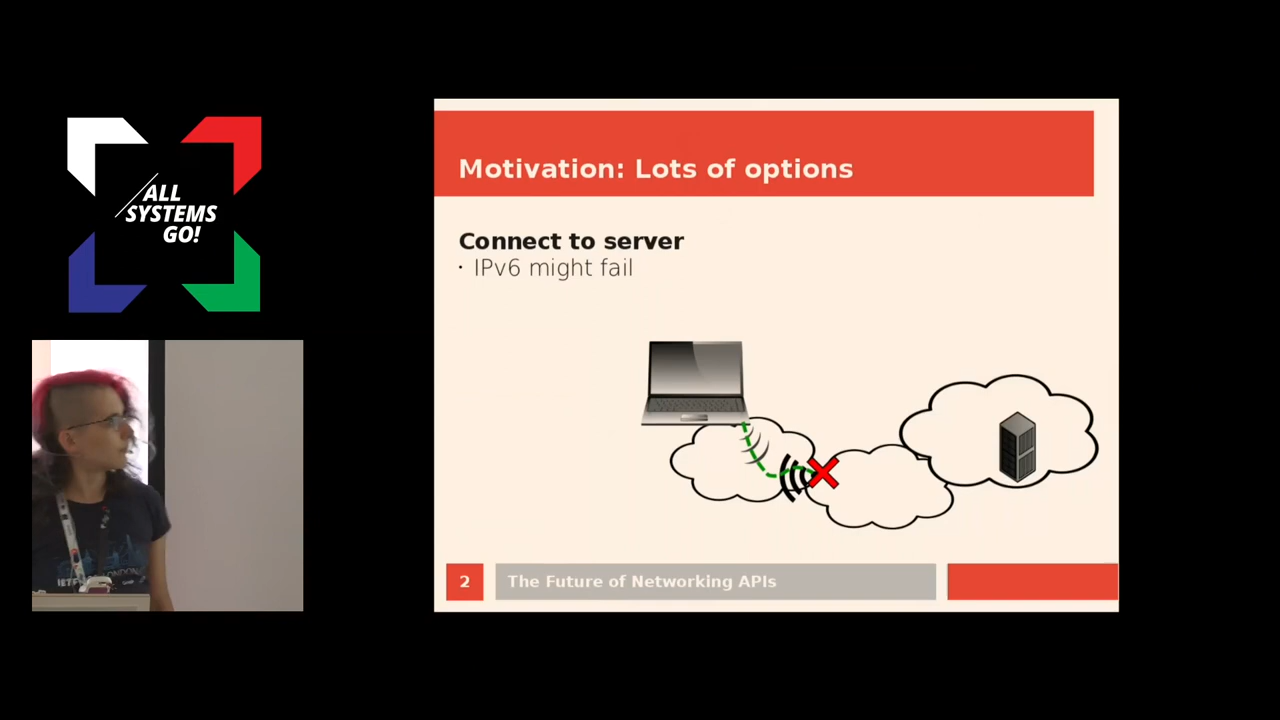 ALL
SYSTEMS
GO!
Motivation: Lots of options
Connect to server
· IPv6 might fail
2
The Future of Networking APIs
LONDON